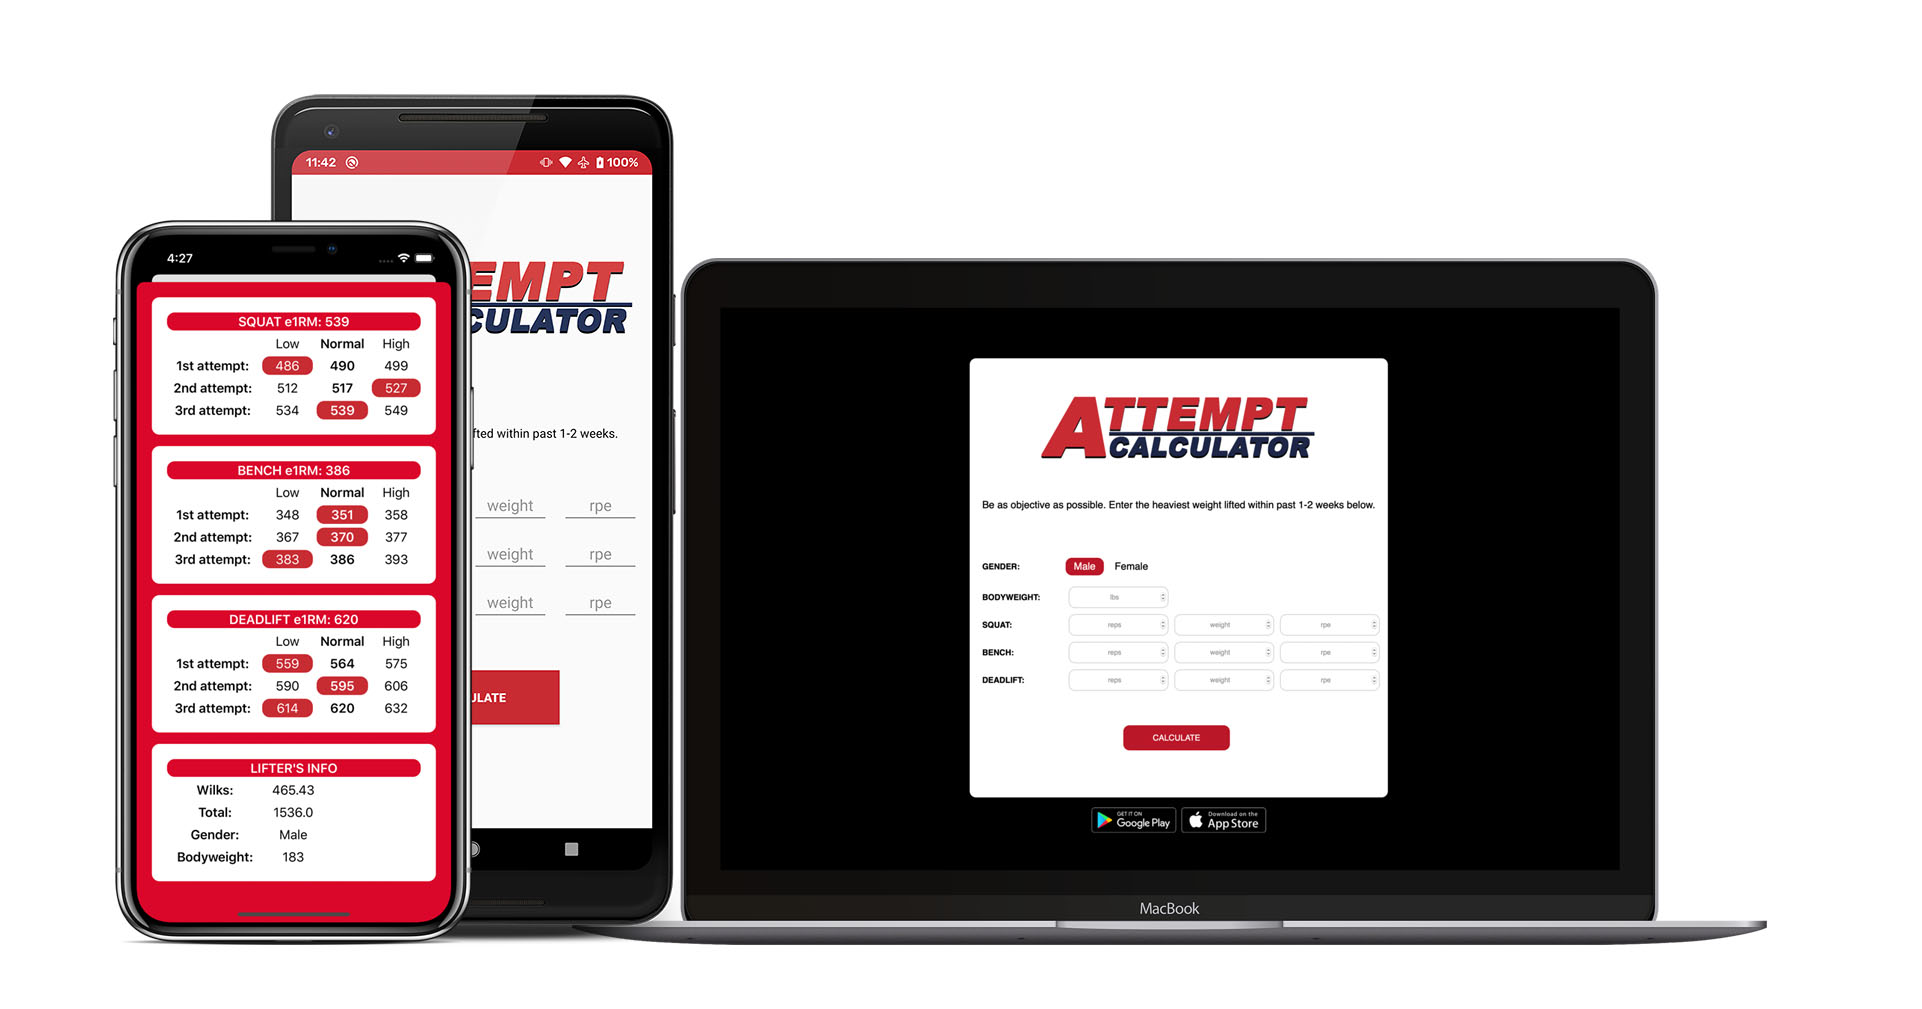 4:27
SQUAT e1RM: 539
Low Normal High
1st attempt: 486 490 499
2nd attempt: 512 517 527
3rd attempt: 534 539 549
BENCH e1RM: 386
Low Normal High
1st attempt: 348 351 358
2nd attempt: 367 370 377
3rd attempt: 383 386 393
DEADLIFT e1RM: 620
Low Normal High
1st attempt: 559 564 575
2nd attempt: 590 595 606
3rd attempt: 614 620 632
LIFTER'S INFO
Wilks: 465.43
Total: 1536.0
Gender: Male
Bodyweight: 183
11:42 100%
EMPT
CULATOR
fted within past 1-2 weeks.
weight rpe
weight rpe
weight rpe
ULATE
ATTEMPT
CALCULATOR
Be as objective as possible. Enter the heaviest weight lifted within past 1-2 weeks below.
GENDER: Male Female
BODYWEIGHT: lbs
SQUAT: reps weight rpe
BENCH: reps weight rpe
DEADLIFT: reps weight rpe
CALCULATE
GET IT ON
Google Play
Download on the
App Store
MacBook